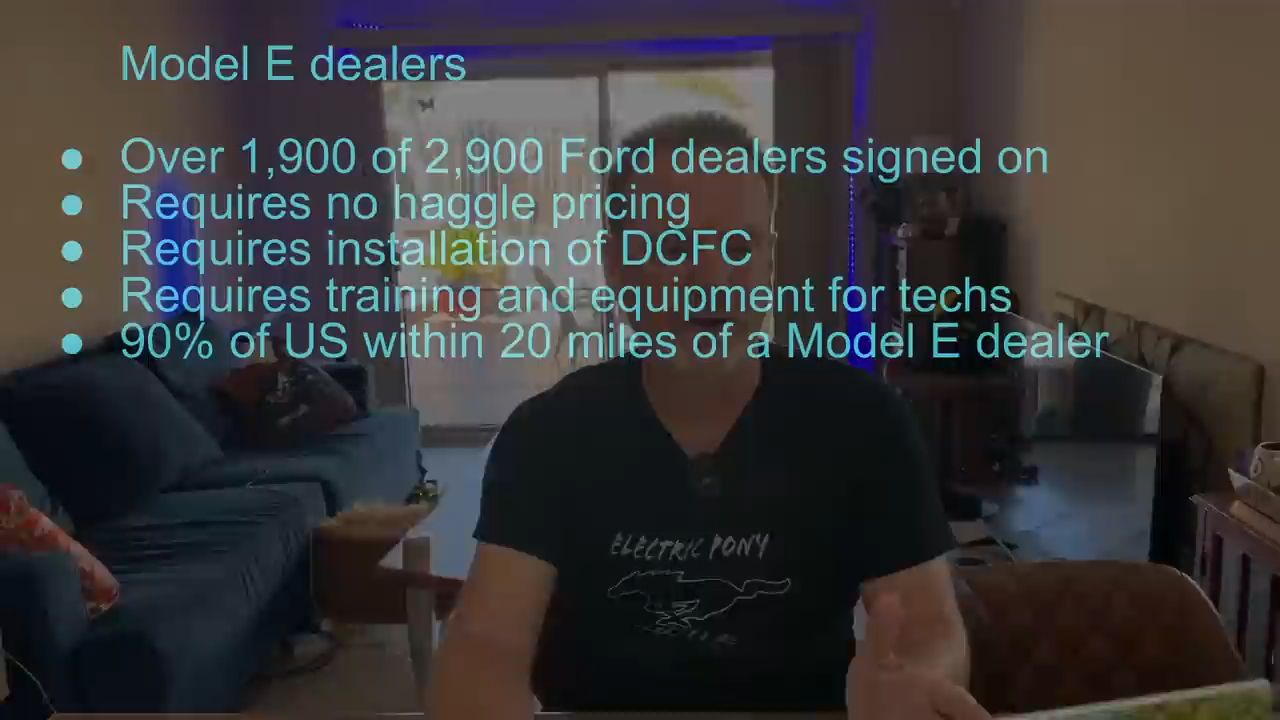 Model E dealers
● Over 1,900 of 2,900 Ford dealers signed on
● Requires no haggle pricing
● Requires installation of DCFC
● Requires training and equipment for techs
● 90% of US within 20 miles of a Model E dealer
ELECTRIC PONY